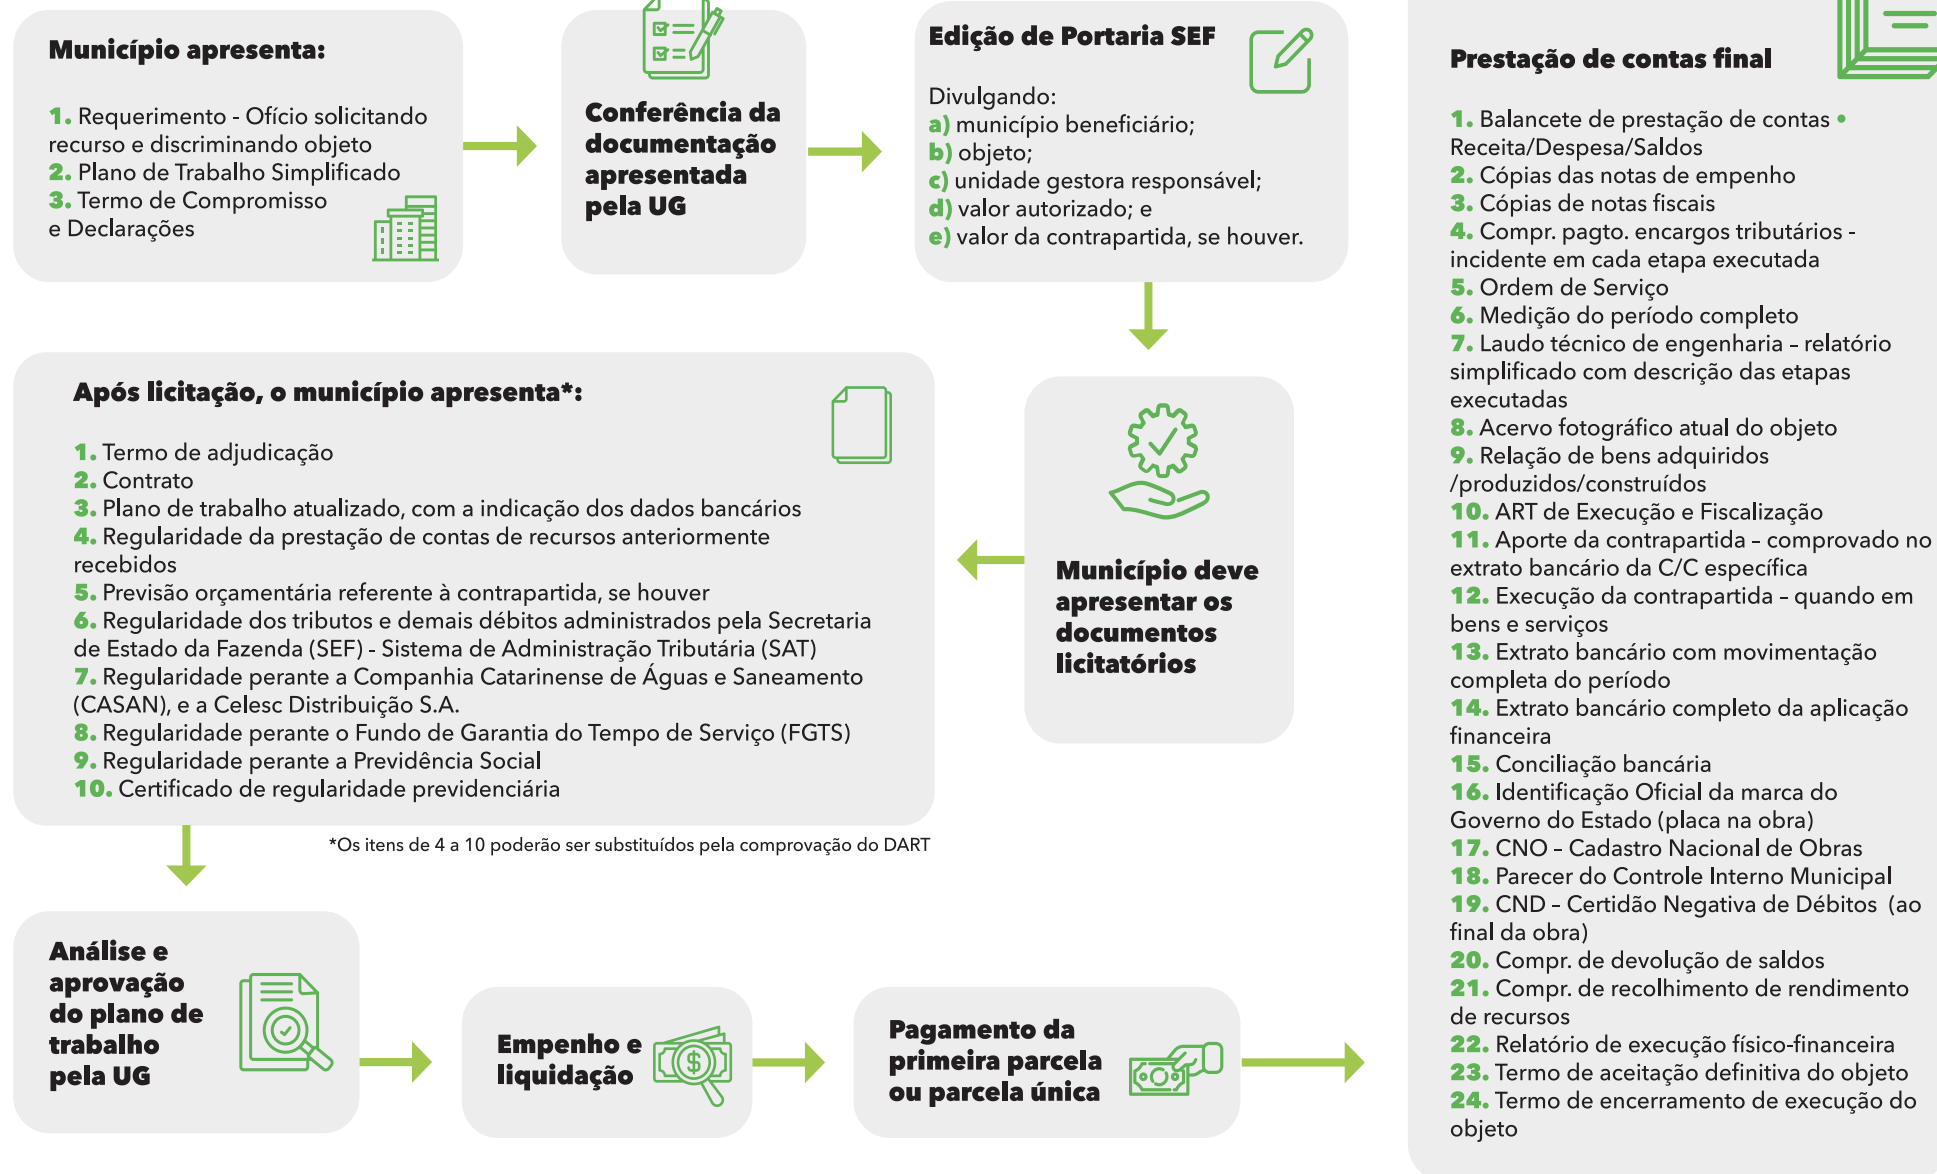 Município apresenta:
1. Requerimento - Ofício solicitando
recurso e discriminando objeto
2. Plano de Trabalho Simplificado
3. Termo de Compromisso
e Declarações
Conferência da
documentação
apresentada
pela UG
Edição de Portaria SEF
Divulgando:
a) município beneficiário;
b) objeto;
c) unidade gestora responsável;
d) valor autorizado; e
e) valor da contrapartida, se houver.
Município deve
apresentar os
documentos
licitatórios
Após licitação, o município apresenta*:
1. Termo de adjudicação
2. Contrato
3. Plano de trabalho atualizado, com a indicação dos dados bancários
4. Regularidade da prestação de contas de recursos anteriormente
recebidos
5. Previsão orçamentária referente à contrapartida, se houver
6. Regularidade dos tributos e demais débitos administrados pela Secretaria
de Estado da Fazenda (SEF) - Sistema de Administração Tributária (SAT)
7. Regularidade perante a Companhia Catarinense de Águas e Saneamento
(CASAN), e a Celesc Distribuição S.A.
8. Regularidade perante o Fundo de Garantia do Tempo de Serviço (FGTS)
9. Regularidade perante a Previdência Social
10. Certificado de regularidade previdenciária
*Os itens de 4 a 10 poderão ser substituídos pela comprovação do DART
Análise e
aprovação
do plano de
trabalho
pela UG
Empenho e
liquidação
$
Pagamento da
primeira parcela
ou parcela única
Prestação de contas final
1. Balancete de prestação de contas •
Receita/Despesa/Saldos
2. Cópias das notas de empenho
3. Cópias de notas fiscais
4. Compr. pagto. encargos tributários -
incidente em cada etapa executada
5. Ordem de Serviço
6. Medição do período completo
7. Laudo técnico de engenharia – relatório
simplificado com descrição das etapas
executadas
8. Acervo fotográfico atual do objeto
9. Relação de bens adquiridos
/produzidos/construídos
10. ART de Execução e Fiscalização
11. Aporte da contrapartida – comprovado no
extrato bancário da C/C específica
12. Execução da contrapartida – quando em
bens e serviços
13. Extrato bancário com movimentação
completa do período
14. Extrato bancário completo da aplicação
financeira
15. Conciliação bancária
16. Identificação Oficial da marca do
Governo do Estado (placa na obra)
17. CNO – Cadastro Nacional de Obras
18. Parecer do Controle Interno Municipal
19. CND – Certidão Negativa de Débitos (ao
final da obra)
20. Compr. de devolução de saldos
21. Compr. de recolhimento de rendimento
de recursos
22. Relatório de execução físico-financeira
23. Termo de aceitação definitiva do objeto
24. Termo de encerramento de execução do
objeto